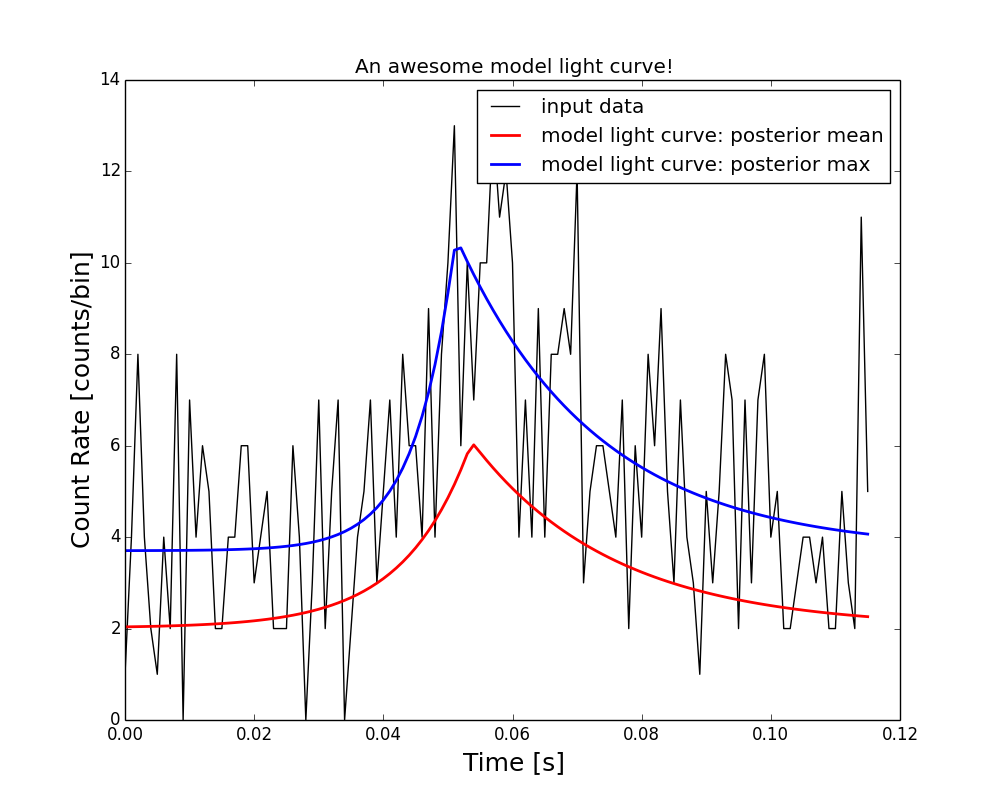 An awesome model light curve!
14
12
10
8
6
4
2
0
Count Rate [counts/bin]
input data
model light curve: posterior mean
model light curve: posterior max
0.00 0.02 0.04 0.06 0.08 0.10 0.12
Time [s]